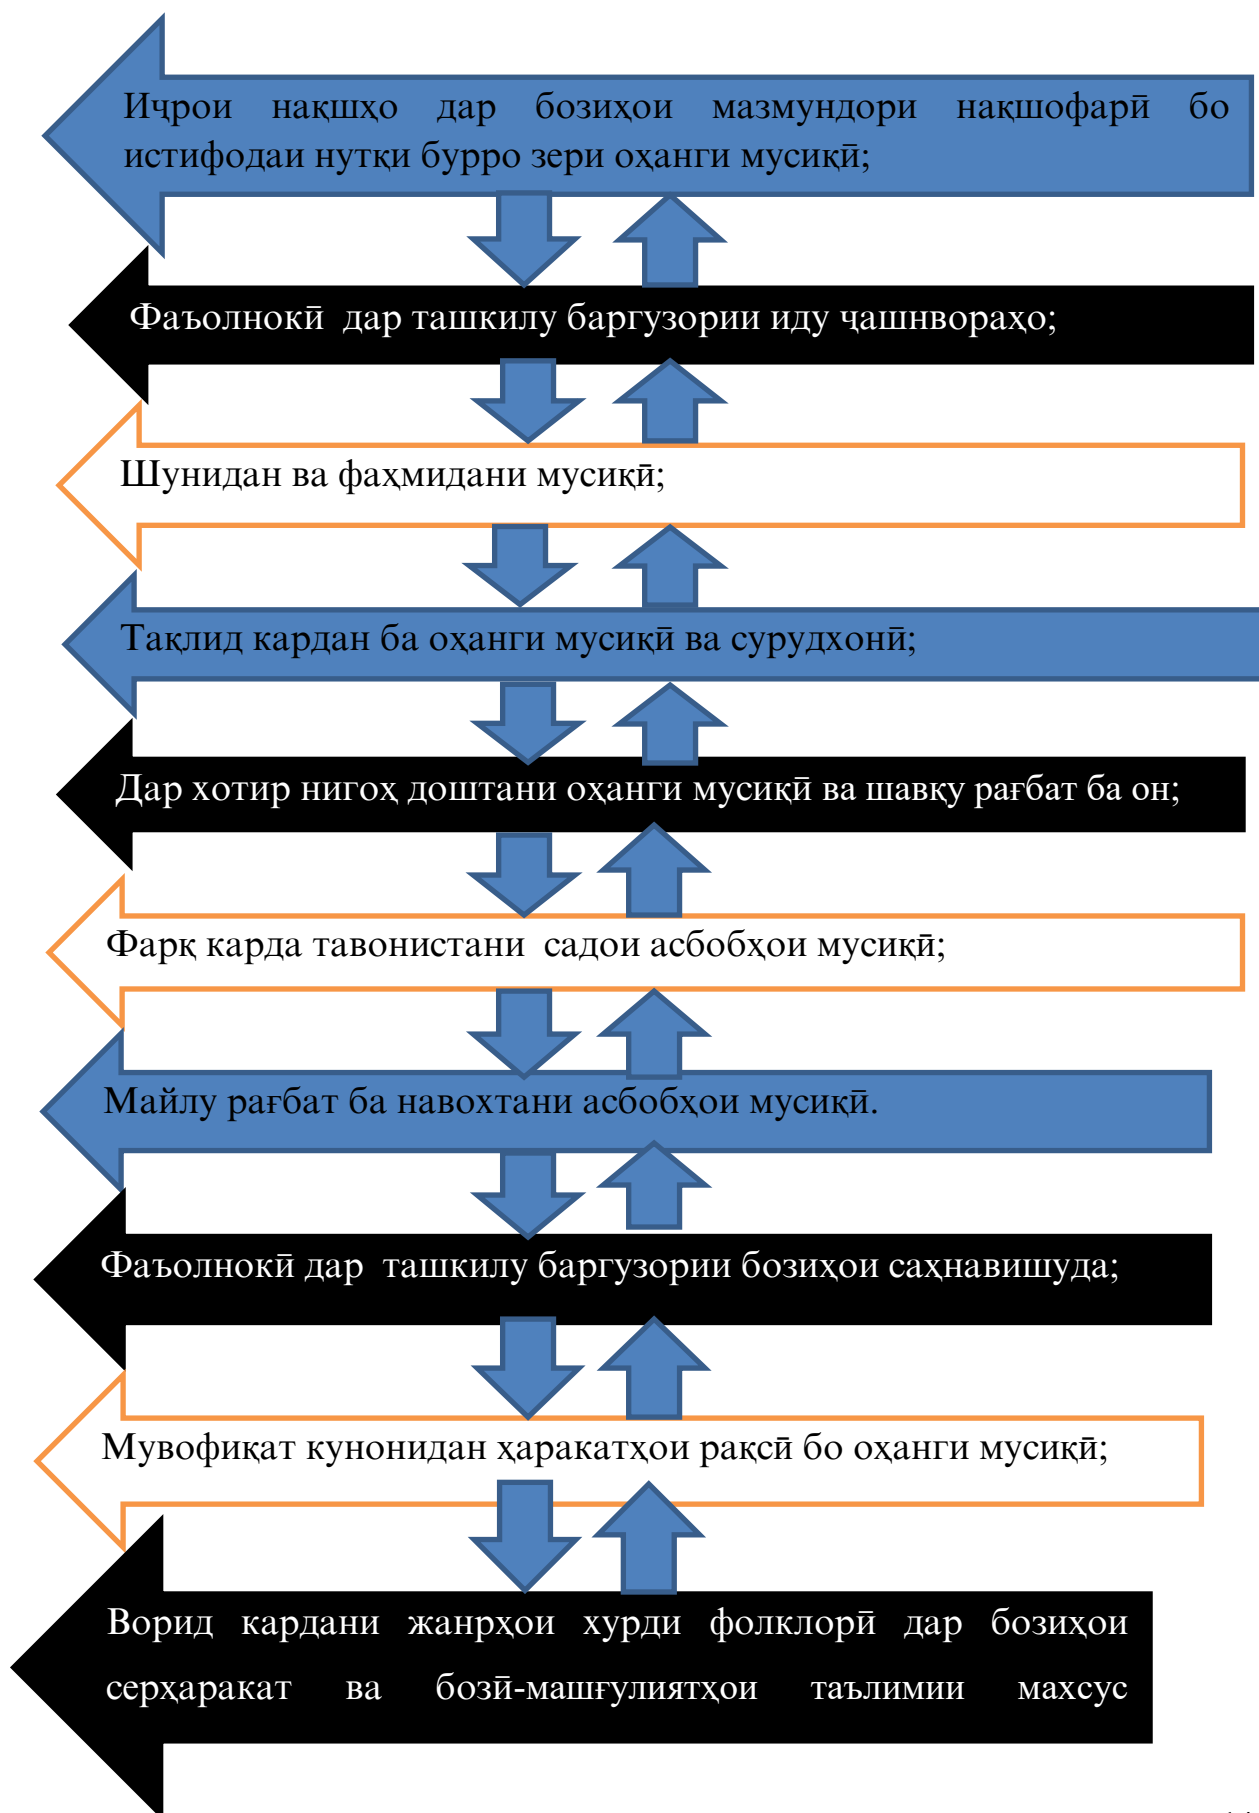 Иҷрои нақшҳо дар бозиҳои мазмундори нақшофарӣ бо
истифодаи нутқи бурро зери оҳанги мусиқӣ;
Фаъолнокӣ дар ташкилу баргузории иду ҷашнвораҳо;
Шунидан ва фаҳмидани мусиқӣ;
Тақлид кардан ба оҳанги мусиқӣ ва сурудхонӣ;
Дар хотир нигоҳ доштани оҳанги мусиқӣ ва шавқу рағбат ба он;
Фарқ карда тавонистани садои асбобҳои мусиқӣ;
Майлу рағбат ба навохтани асбобҳои мусиқӣ.
Фаъолнокӣ дар ташкилу баргузории бозиҳои саҳнавишуда;
Мувофиқат кунонидан ҳаракатҳои рақсӣ бо оҳанги мусиқӣ;
Ворид кардани жанрҳои хурди фолклорӣ дар бозиҳои
серҳаракат ва бозӣ-машғулиятҳои таълимии махсус